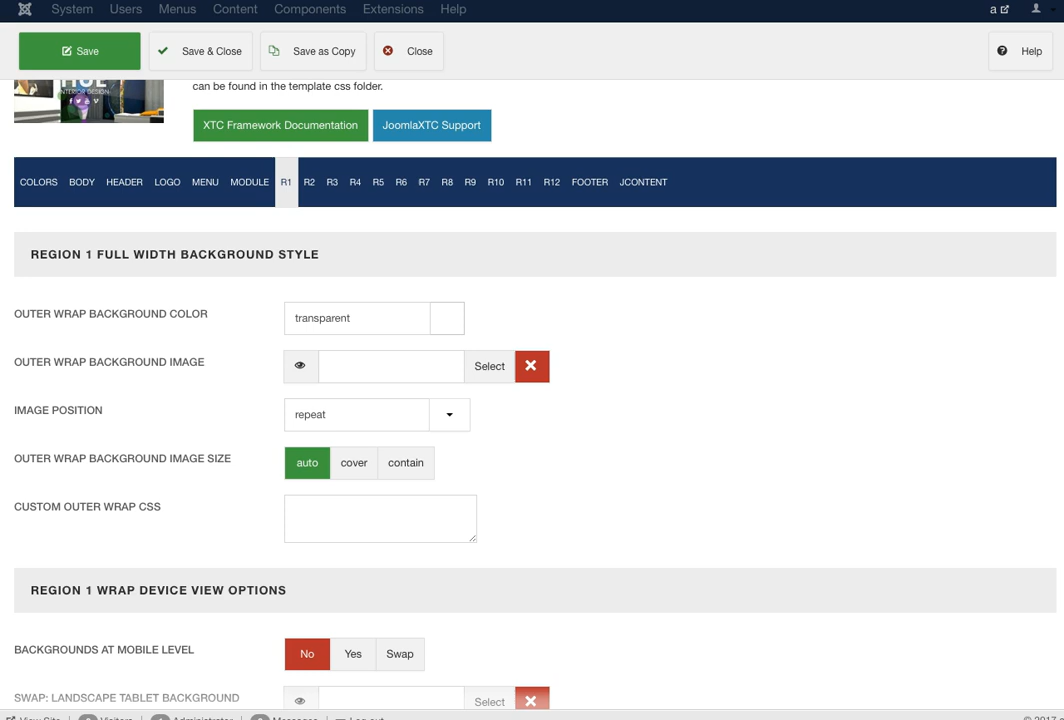 System Users Menus Content Components Extensions Help a
Save Save & Close Save as Copy Close Help
INTERIOR DESIGN
can be found in the template css folder.
XTC Framework Documentation JoomlaXTC Support
COLORS BODY HEADER LOGO MENU MODULE R1 R2 R3 R4 R5 R6 R7 R8 R9 R10 R11 R12 FOOTER JCONTENT
REGION 1 FULL WIDTH BACKGROUND STYLE
OUTER WRAP BACKGROUND COLOR transparent
OUTER WRAP BACKGROUND IMAGE Select
IMAGE POSITION repeat
OUTER WRAP BACKGROUND IMAGE SIZE auto cover contain
CUSTOM OUTER WRAP CSS
REGION 1 WRAP DEVICE VIEW OPTIONS
BACKGROUNDS AT MOBILE LEVEL No Yes Swap
SWAP: LANDSCAPE TABLET BACKGROUND Select
View Site Visitors Administrator Messages Log out © 2017